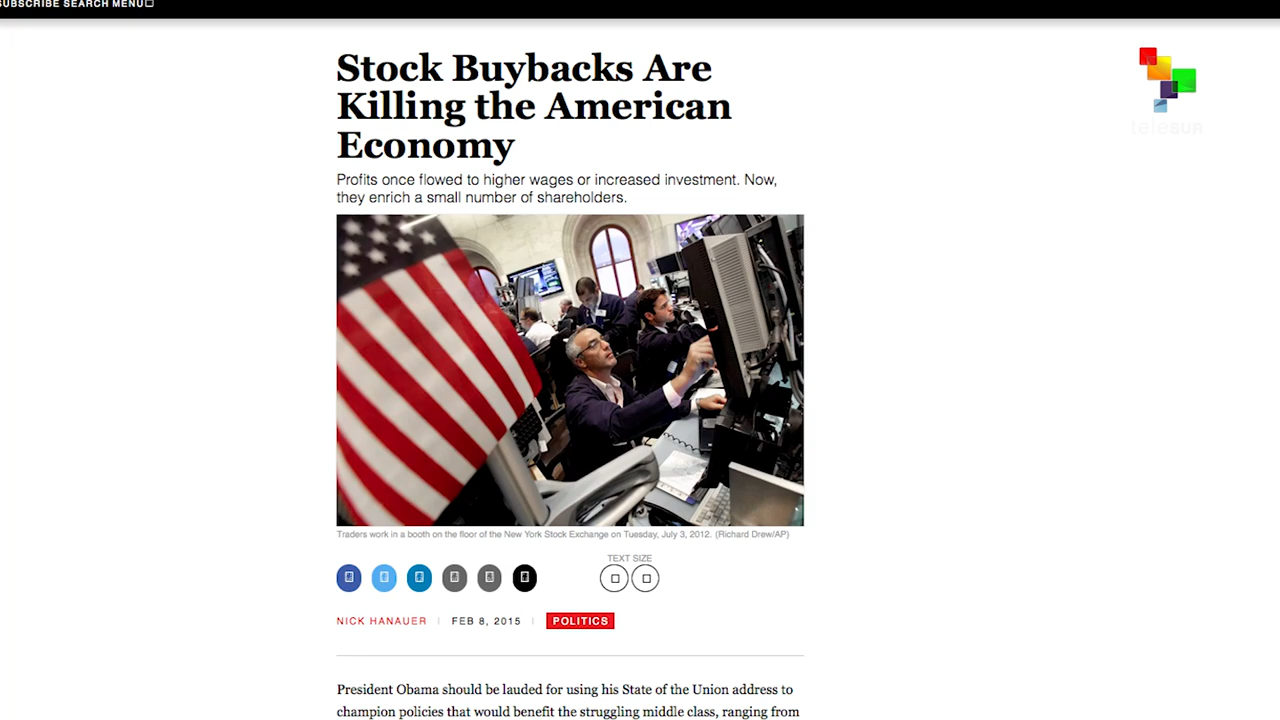 SUBSCRIBE SEARCH MENU
teleSUR
Stock Buybacks Are
Killing the American
Economy
Profits once flowed to higher wages or increased investment. Now,
they enrich a small number of shareholders.
Traders work in a booth on the floor of the New York Stock Exchange on Tuesday, July 3, 2012. (Richard Drew/AP)
TEXT SIZE
NICK HANAUER FEB 8, 2015 POLITICS
President Obama should be lauded for using his State of the Union address to
champion policies that would benefit the struggling middle class, ranging from